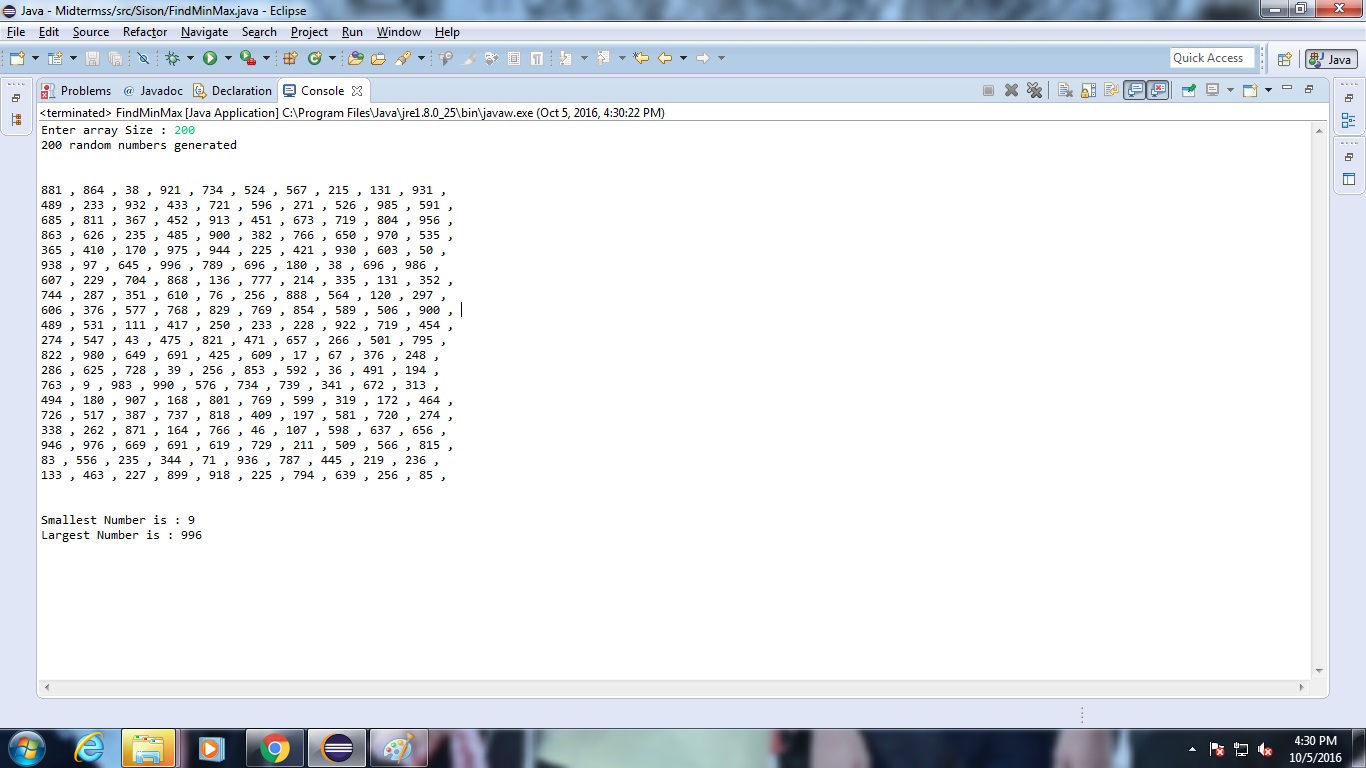 Java - Midtermss/src/Sison/FindMinMax.java - Eclipse
File Edit Source Refactor Navigate Search Project Run Window Help
Quick Access Java
Problems @ Javadoc Declaration Console
<terminated> FindMinMax [Java Application] C:\Program Files\Java\jre1.8.0_25\bin\javaw.exe (Oct 5, 2016, 4:30:22 PM)
Enter array Size : 200
200 random numbers generated
881 , 864 , 38 , 921 , 734 , 524 , 567 , 215 , 131 , 931 ,
489 , 233 , 932 , 433 , 721 , 596 , 271 , 526 , 985 , 591 ,
685 , 811 , 367 , 452 , 913 , 451 , 673 , 719 , 804 , 956 ,
863 , 626 , 235 , 485 , 900 , 382 , 766 , 650 , 970 , 535 ,
365 , 410 , 170 , 975 , 944 , 225 , 421 , 930 , 603 , 50 ,
938 , 97 , 645 , 996 , 789 , 696 , 180 , 38 , 696 , 986 ,
607 , 229 , 704 , 868 , 136 , 777 , 214 , 335 , 131 , 352 ,
744 , 287 , 351 , 610 , 76 , 256 , 888 , 564 , 120 , 297 ,
606 , 376 , 577 , 768 , 829 , 769 , 854 , 589 , 506 , 900 ,
489 , 531 , 111 , 417 , 250 , 233 , 228 , 922 , 719 , 454 ,
274 , 547 , 43 , 475 , 821 , 471 , 657 , 266 , 501 , 795 ,
822 , 980 , 649 , 691 , 425 , 609 , 17 , 67 , 376 , 248 ,
286 , 625 , 728 , 39 , 256 , 853 , 592 , 36 , 491 , 194 ,
763 , 9 , 983 , 990 , 576 , 734 , 739 , 341 , 672 , 313 ,
494 , 180 , 907 , 168 , 801 , 769 , 599 , 319 , 172 , 464 ,
726 , 517 , 387 , 737 , 818 , 409 , 197 , 581 , 720 , 274 ,
338 , 262 , 871 , 164 , 766 , 46 , 107 , 598 , 637 , 656 ,
946 , 976 , 669 , 691 , 619 , 729 , 211 , 509 , 566 , 815 ,
83 , 556 , 235 , 344 , 71 , 936 , 787 , 445 , 219 , 236 ,
133 , 463 , 227 , 899 , 918 , 225 , 794 , 639 , 256 , 85 ,
Smallest Number is : 9
Largest Number is : 996
4:30 PM
10/5/2016